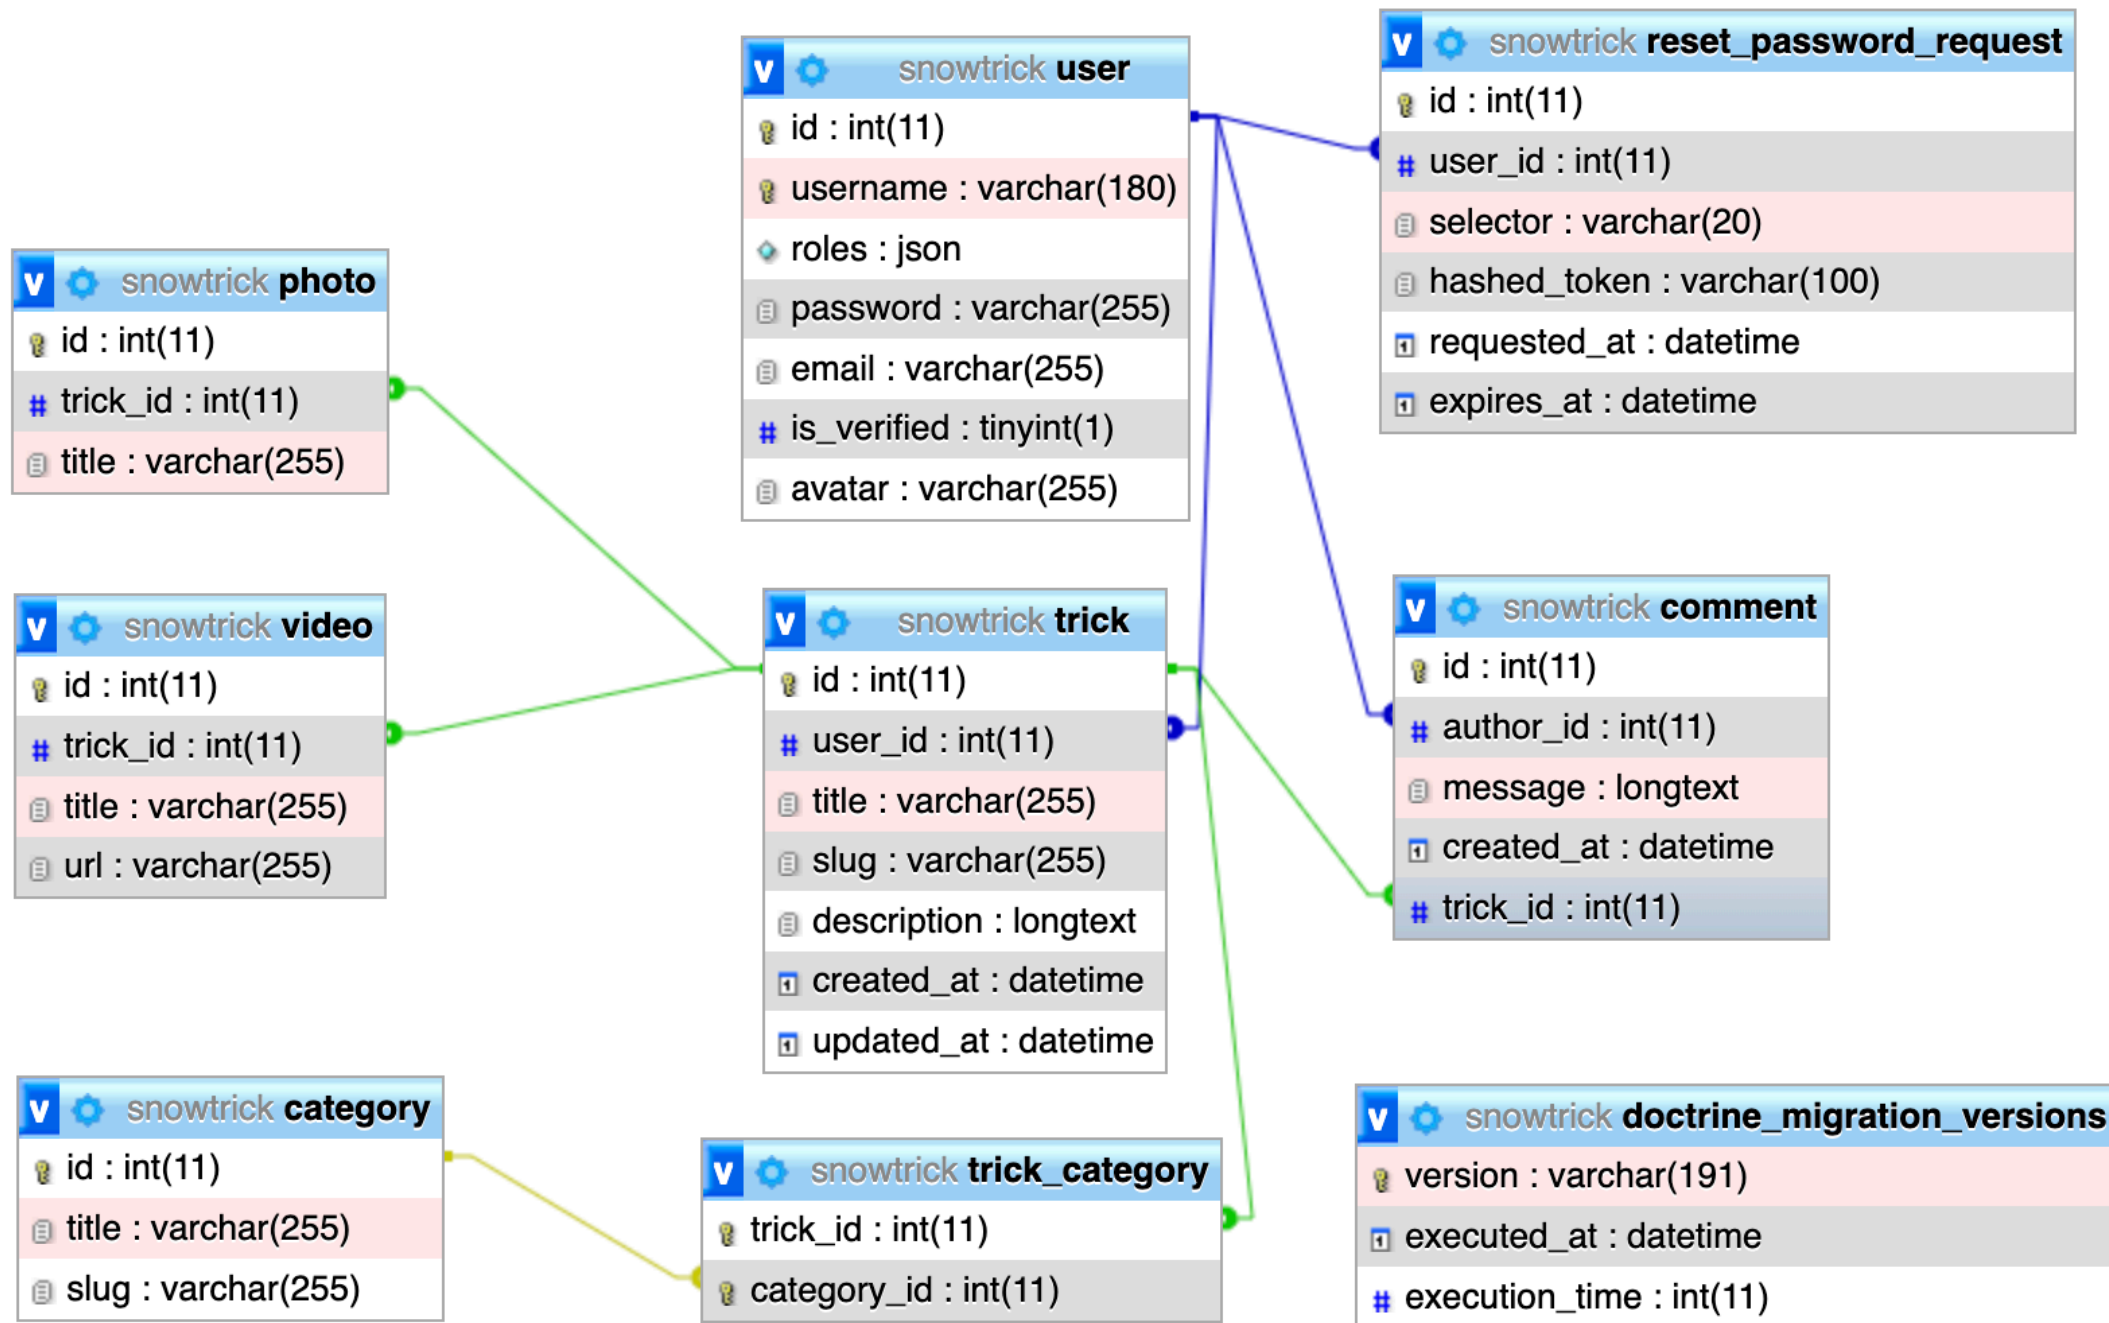 v snowtrick user
id : int(11)
username : varchar(180)
roles : json
password : varchar(255)
email : varchar(255)
# is_verified : tinyint(1)
avatar : varchar(255)
v snowtrick reset_password_request
id : int(11)
# user_id : int(11)
selector : varchar(20)
hashed_token : varchar(100)
requested_at : datetime
expires_at : datetime
v snowtrick photo
id : int(11)
# trick_id : int(11)
title : varchar(255)
v snowtrick video
id : int(11)
# trick_id : int(11)
title : varchar(255)
url : varchar(255)
v snowtrick trick
id : int(11)
# user_id : int(11)
title : varchar(255)
slug : varchar(255)
description : longtext
created_at : datetime
updated_at : datetime
v snowtrick comment
id : int(11)
# author_id : int(11)
message : longtext
created_at : datetime
# trick_id : int(11)
v snowtrick category
id : int(11)
title : varchar(255)
slug : varchar(255)
v snowtrick trick_category
trick_id : int(11)
category_id : int(11)
v snowtrick doctrine_migration_versions
version : varchar(191)
executed_at : datetime
# execution_time : int(11)